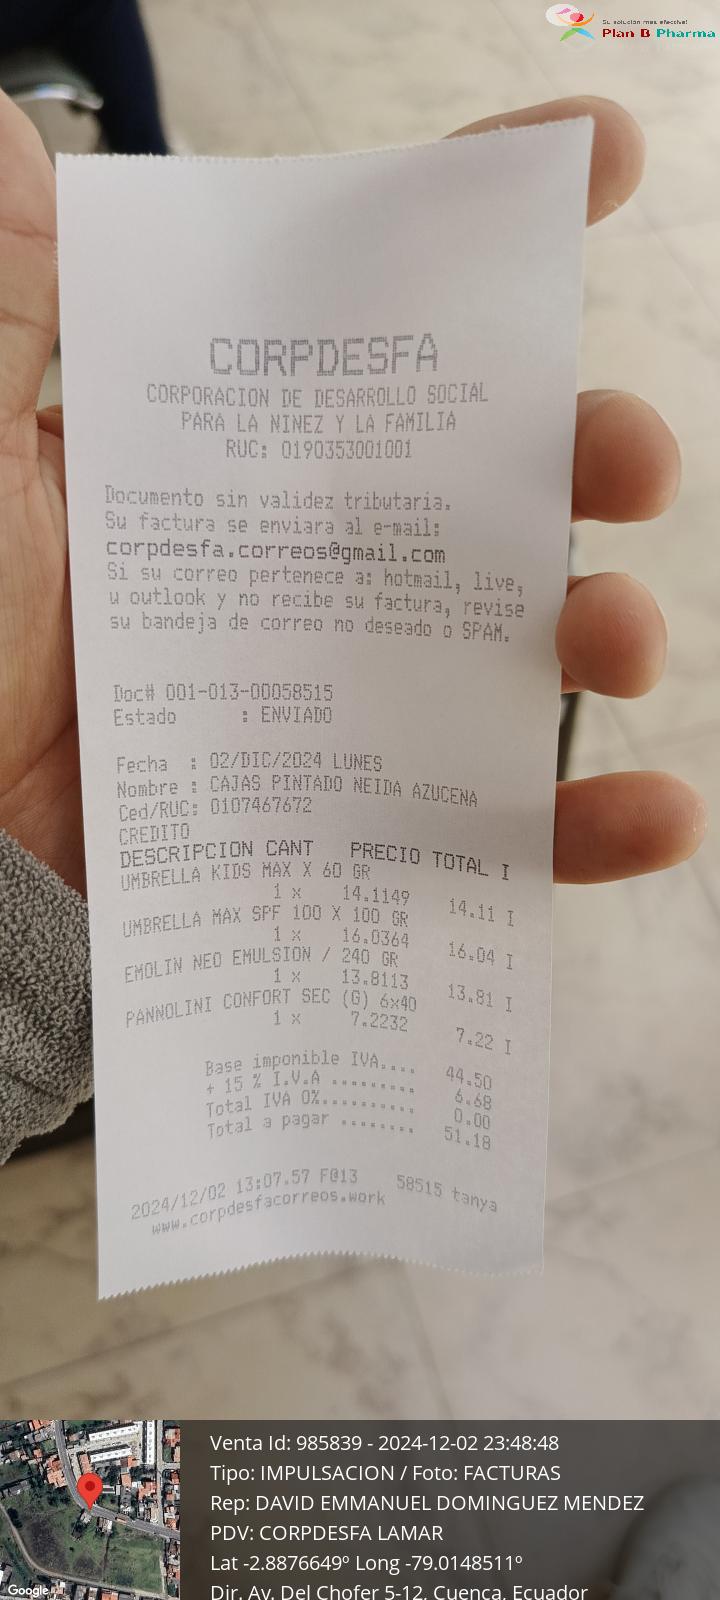 Su solución más efectiva!
Plan B Pharma
CORPDESFA
CORPORACION DE DESARROLLO SOCIAL
PARA LA NINEZ Y LA FAMILIA
RUC: 0190353001001
Documento sin validez tributaria.
Su factura se enviara al e-mail:
corpdesfa.correos@gmail.com
Si su correo pertenece a: hotmail, live,
u outlook y no recibe su factura, revise
su bandeja de correo no deseado o SPAM.
Doc# 001-013-00058515
Estado : ENVIADO
Fecha : 02/DIC/2024 LUNES
Nombre : CAJAS PINTADO NEIDA AZUCENA
Ced/RUC: 0107467672
CREDITO
DESCRIPCION CANT PRECIO TOTAL I
UMBRELLA KIDS MAX X 60 GR
1 x 14.1149 14.11 I
UMBRELLA MAX SPF 100 X 100 GR
1 x 16.0364 16.04 I
EMOLIN NEO EMULSION / 240 GR
1 x 13.8113 13.81 I
PANNOLINI CONFORT SEC (G) 6x40
1 x 7.2232 7.22 I
Base imponible IVA.... 44.50
+ 15 % I.V.A ......... 6.68
Total IVA 0%.......... 0.00
Total a pagar ........ 51.18
2024/12/02 13:07.57 F@13 58515 tanya
www.corpdesfacorreos.work
Venta Id: 985839 - 2024-12-02 23:48:48
Tipo: IMPULSACION / Foto: FACTURAS
Rep: DAVID EMMANUEL DOMINGUEZ MENDEZ
PDV: CORPDESFA LAMAR
Lat -2.8876649º Long -79.0148511º
Dir. Av. Del Chofer 5-12, Cuenca, Ecuador
Google